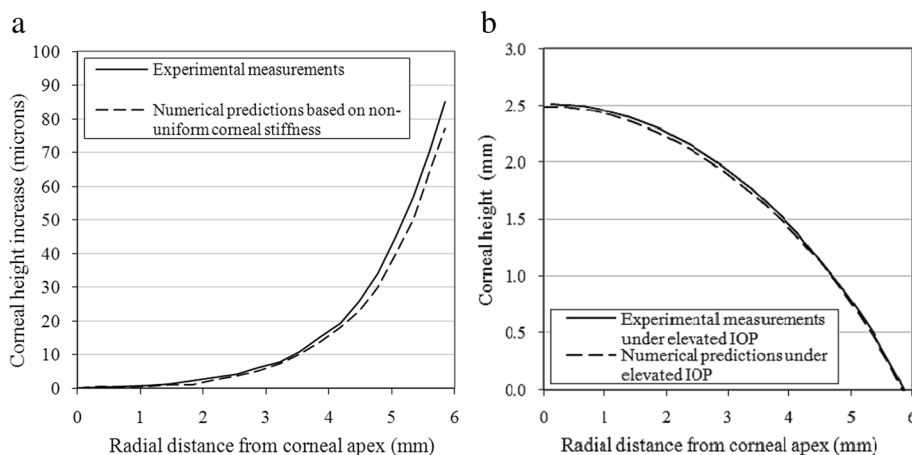 a
100
90
80
70
60
50
40
30
20
10
0
Corneal height increase (microns)
Experimental measurements
Numerical predictions based on non-
uniform corneal stiffness
0 1 2 3 4 5 6
Radial distance from corneal apex (mm)
b
3.0
2.5
2.0
1.5
1.0
0.5
0.0
Corneal height (mm)
Experimental measurements
under elevated IOP
Numerical predictions under
elevated IOP
0 1 2 3 4 5 6
Radial distance from corneal apex (mm)